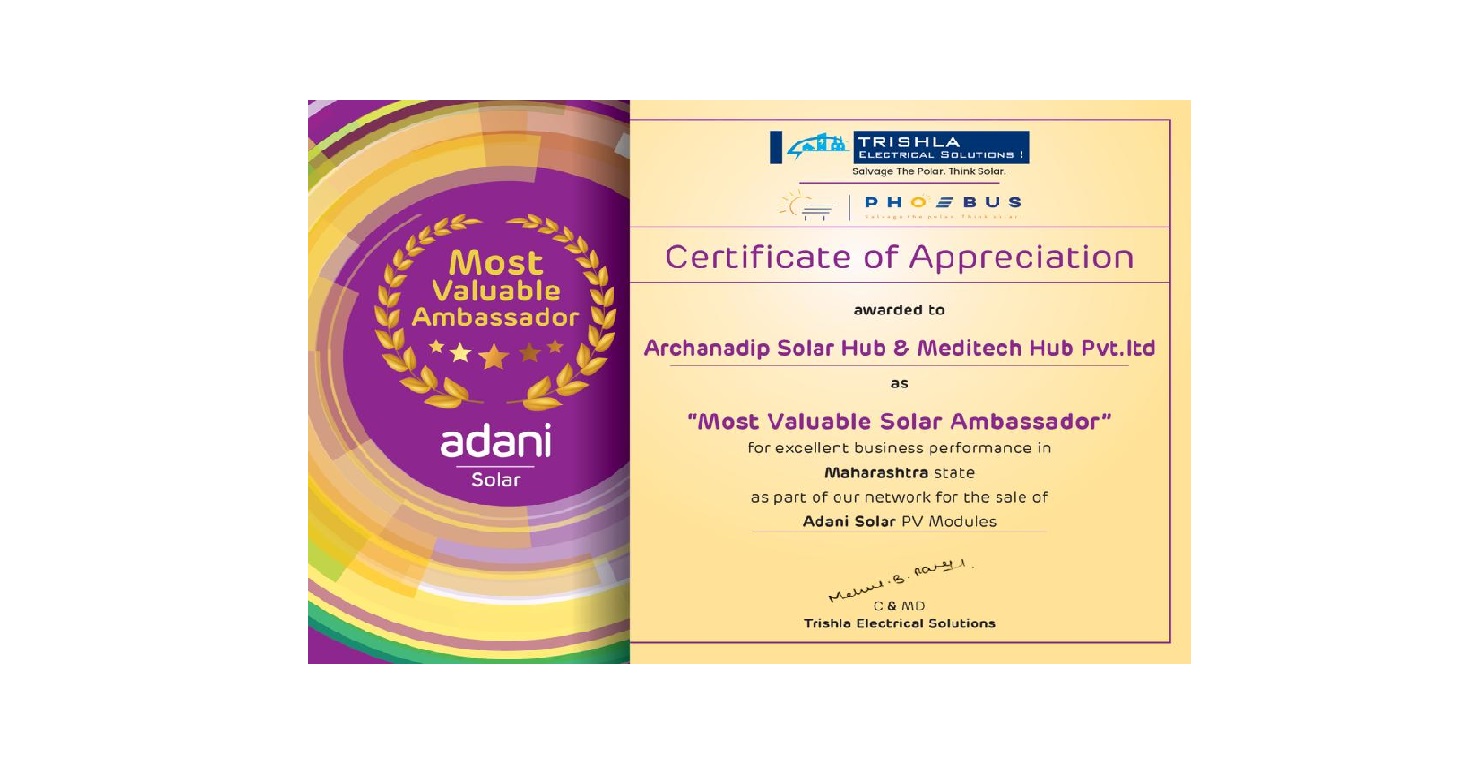 Most
Valuable
Ambassador
adani
Solar
TRISHLA
ELECTRICAL SOLUTIONS !
Salvage The Polar. Think Solar.
PHOEBUS
Salvage the polar. Think solar.
Certificate of Appreciation
awarded to
Archanadip Solar Hub & Meditech Hub Pvt.ltd
as
"Most Valuable Solar Ambassador"
for excellent business performance in
Maharashtra state
as part of our network for the sale of
Adani Solar PV Modules
C & MD
Trishla Electrical Solutions